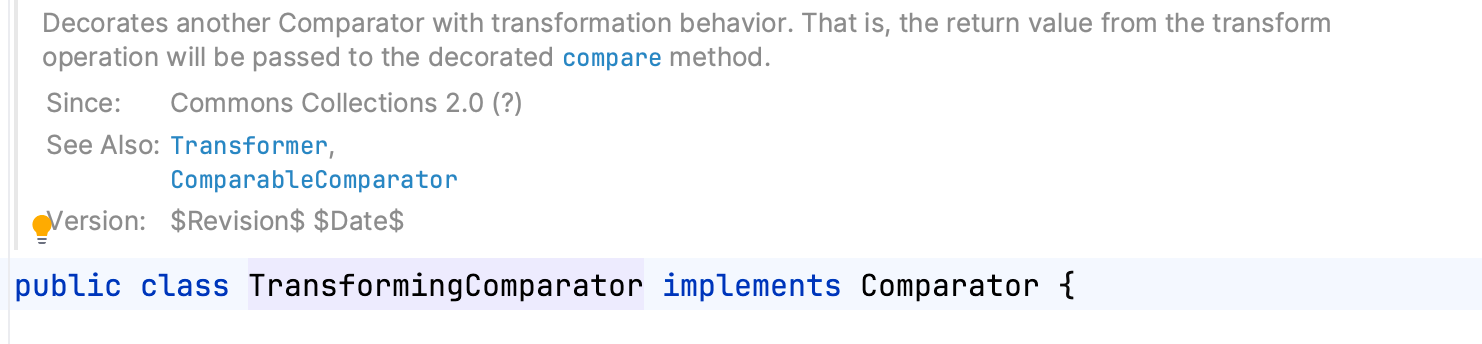 Decorates another Comparator with transformation behavior. That is, the return value from the transform
operation will be passed to the decorated compare method.
Since: Commons Collections 2.0 (?)
See Also: Transformer,
ComparableComparator
Version: $Revision$ $Date$
public class TransformingComparator implements Comparator {